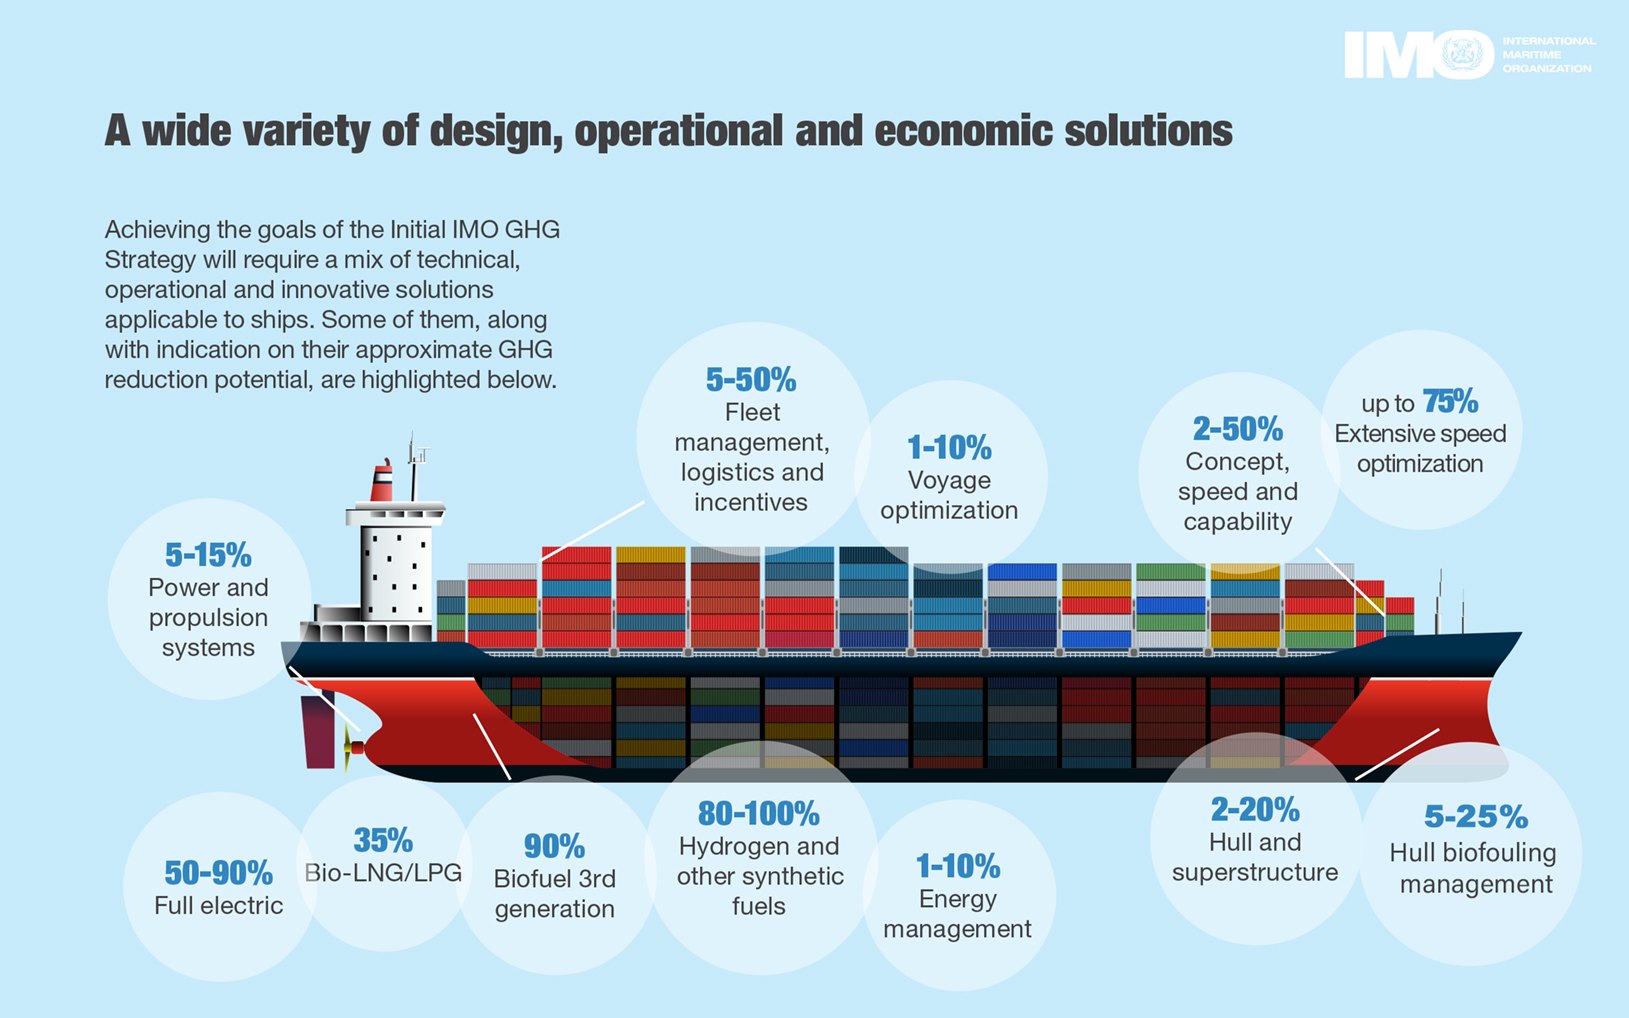 IMO
INTERNATIONAL
MARITIME
ORGANIZATION
A wide variety of design, operational and economic solutions
Achieving the goals of the Initial IMO GHG
Strategy will require a mix of technical,
operational and innovative solutions
applicable to ships. Some of them, along
with indication on their approximate GHG
reduction potential, are highlighted below.
5-50%
Fleet
management,
logistics and
incentives
1-10%
Voyage
optimization
2-50%
Concept,
speed and
capability
up to 75%
Extensive speed
optimization
5-15%
Power and
propulsion
systems
50-90%
Full electric
35%
Bio-LNG/LPG
90%
Biofuel 3rd
generation
80-100%
Hydrogen and
other synthetic
fuels
1-10%
Energy
management
2-20%
Hull and
superstructure
5-25%
Hull biofouling
management